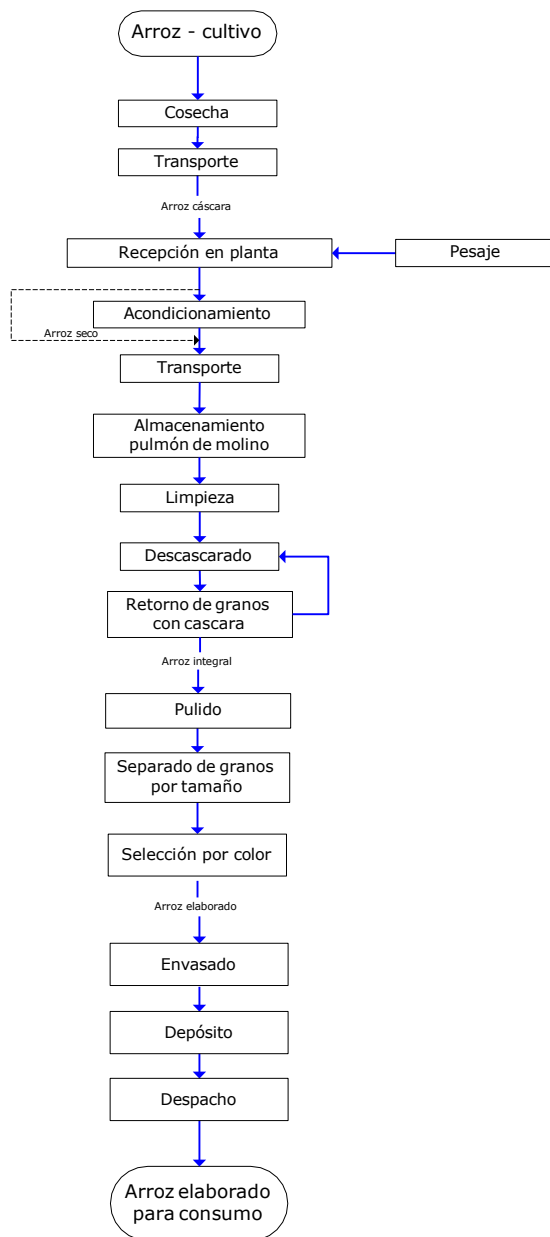 Arroz - cultivo
Cosecha
Transporte
Arroz cáscara
Recepción en planta
Pesaje
Acondicionamiento
Arroz seco
Transporte
Almacenamiento
pulmón de molino
Limpieza
Descascarado
Retorno de granos
con cascara
Arroz integral
Pulido
Separado de granos
por tamaño
Selección por color
Arroz elaborado
Envasado
Depósito
Despacho
Arroz elaborado
para consumo